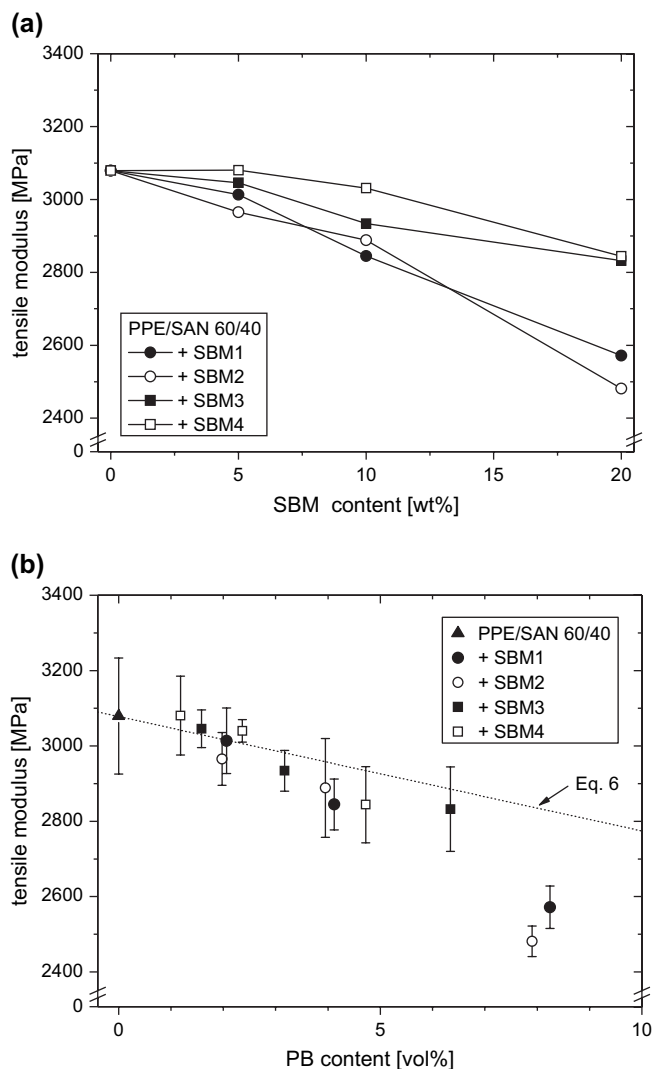 (a)
3400
3200
3000
2800
2600
2400
0
tensile modulus [MPa]
PPE/SAN 60/40
+ SBM1
+ SBM2
+ SBM3
+ SBM4
0 5 10 15 20
SBM content [wt%]
(b)
3400
3200
3000
2800
2600
2400
0
tensile modulus [MPa]
PPE/SAN 60/40
+ SBM1
+ SBM2
+ SBM3
+ SBM4
Eq. 6
0 5 10
PB content [vol%]